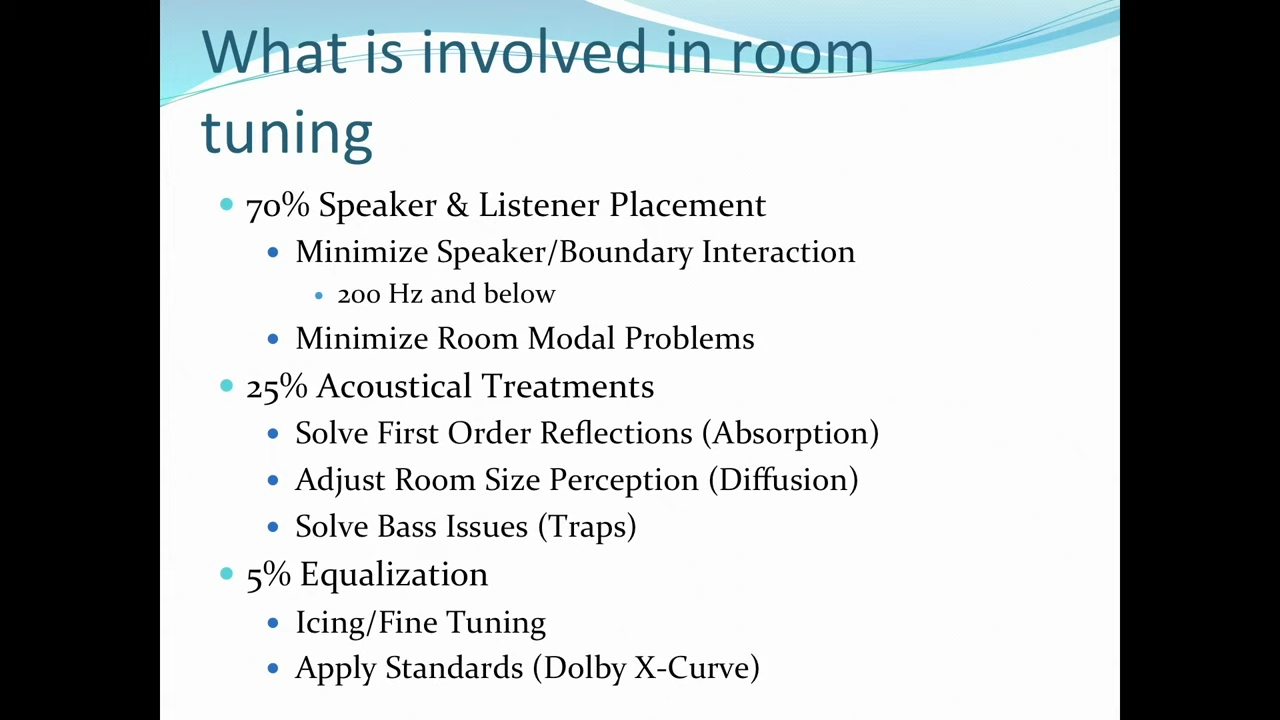 What is involved in room
tuning
70% Speaker & Listener Placement
Minimize Speaker/Boundary Interaction
200 Hz and below
Minimize Room Modal Problems
25% Acoustical Treatments
Solve First Order Reflections (Absorption)
Adjust Room Size Perception (Diffusion)
Solve Bass Issues (Traps)
5% Equalization
Icing/Fine Tuning
Apply Standards (Dolby X-Curve)